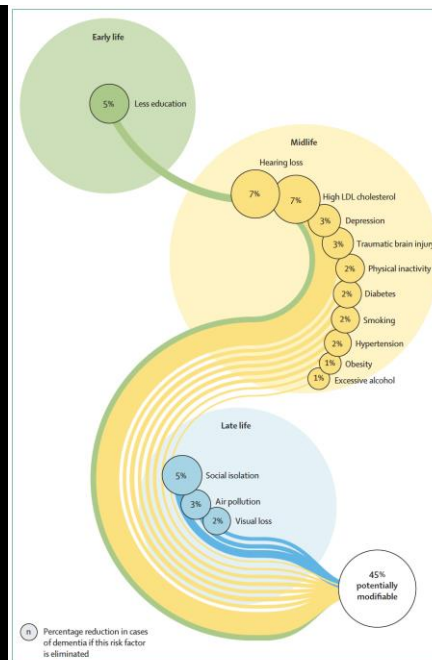 Early life
5%
Less education
Midlife
Hearing loss
7%
7%
High LDL cholesterol
3%
Depression
3%
Traumatic brain injury
2%
Physical inactivity
2%
Diabetes
2%
Smoking
2%
Hypertension
1%
Obesity
1%
Excessive alcohol
Late life
5%
Social isolation
3%
Air pollution
2%
Visual loss
45%
potentially
modifiable
n
Percentage reduction in cases
of dementia if this risk factor
is eliminated